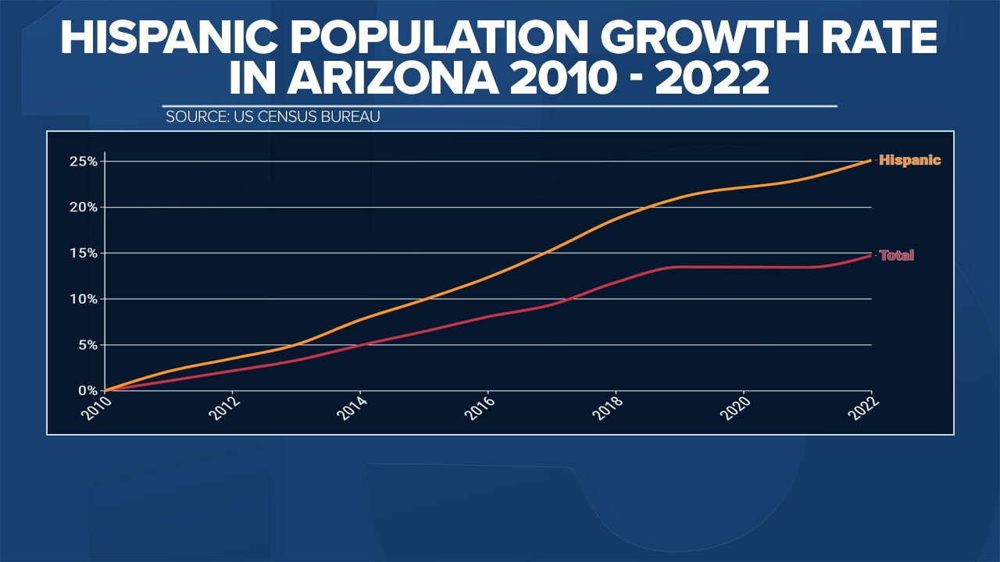 HISPANIC POPULATION GROWTH RATE
IN ARIZONA 2010 - 2022
SOURCE: US CENSUS BUREAU
25%
Hispanic
20%
15%
Total
10%
5%
0%
2010
2012
2014
2016
2018
2020
2022